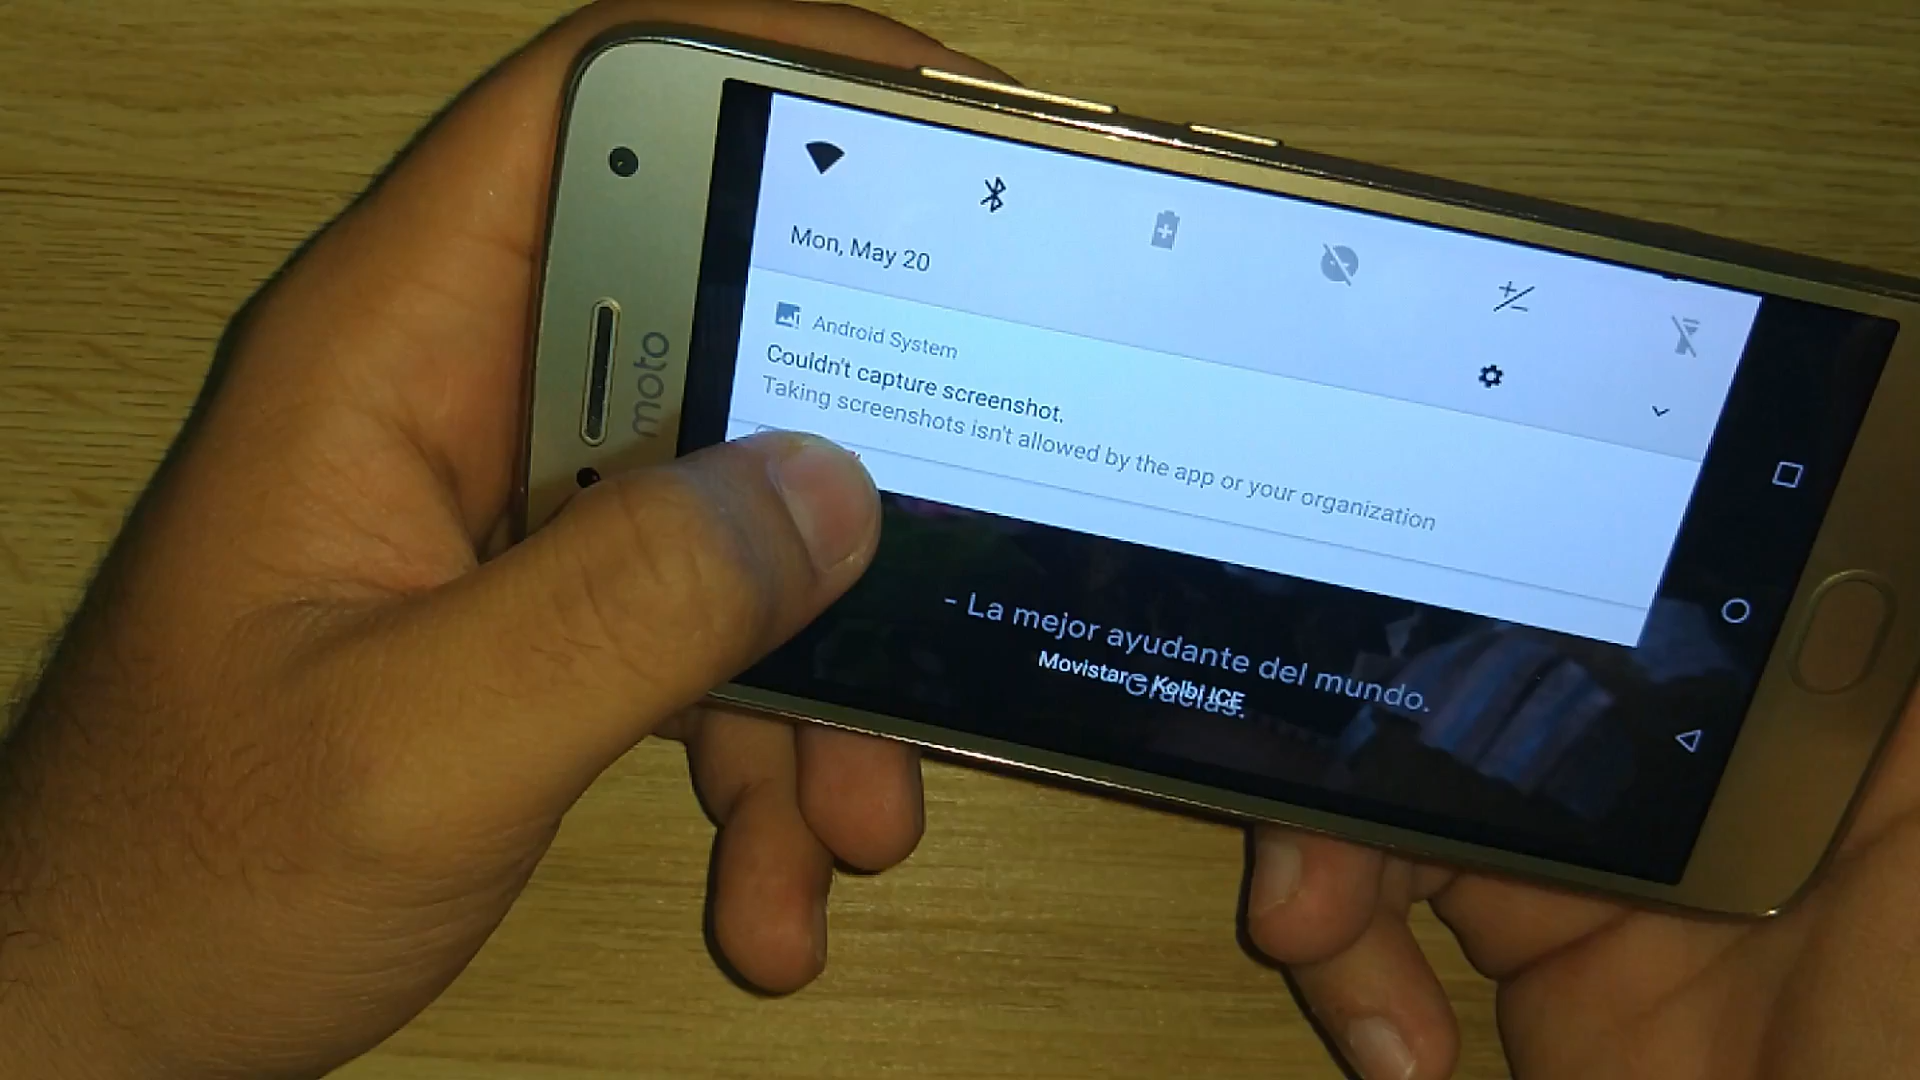 moto
Mon, May 20
Android System
Couldn't capture screenshot.
Taking screenshots isn't allowed by the app or your organization
- La mejor ayudante del mundo.
Movistar - Kolbi ICE
Gracias.